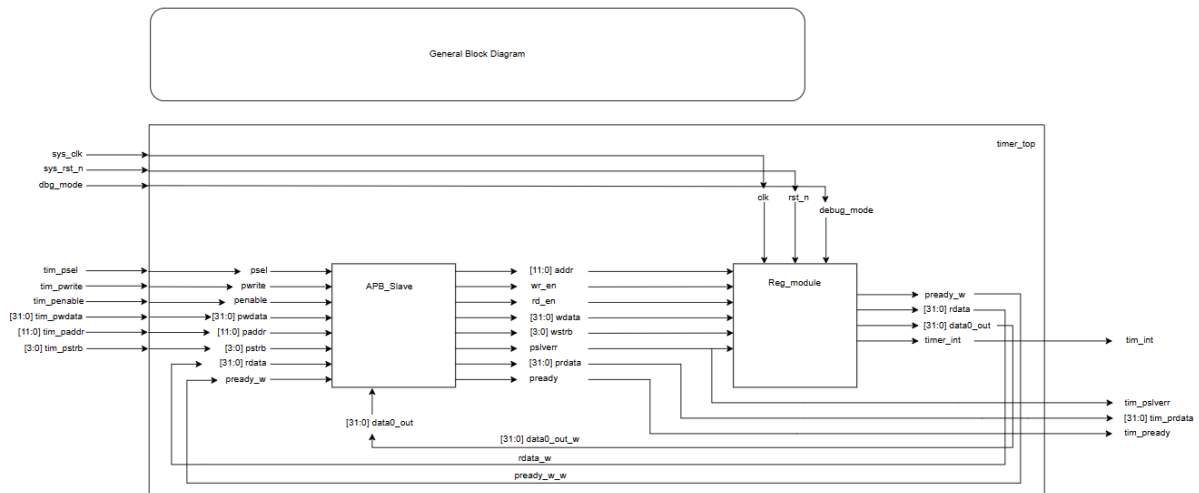 General Block Diagram
timer_top
sys_clk
sys_rst_n
dbg_mode
clk
rst_n
debug_mode
tim_psel
psel
[11:0] addr
tim_pwrite
pwrite
wr_en
tim_penable
penable
rd_en
[31:0] tim_pwdata
[31:0] pwdata
[31:0] wdata
[11:0] tim_paddr
[11:0] paddr
[3:0] wstrb
[3:0] tim_pstrb
[3:0] pstrb
pslverr
[31:0] rdata
[31:0] prdata
pready_w
pready
APB_Slave
Reg_module
pready_w
[31:0] rdata
[31:0] data0_out
timer_int
tim_int
tim_pslverr
[31:0] tim_prdata
tim_pready
[31:0] data0_out
[31:0] data0_out_w
rdata_w
pready_w_w